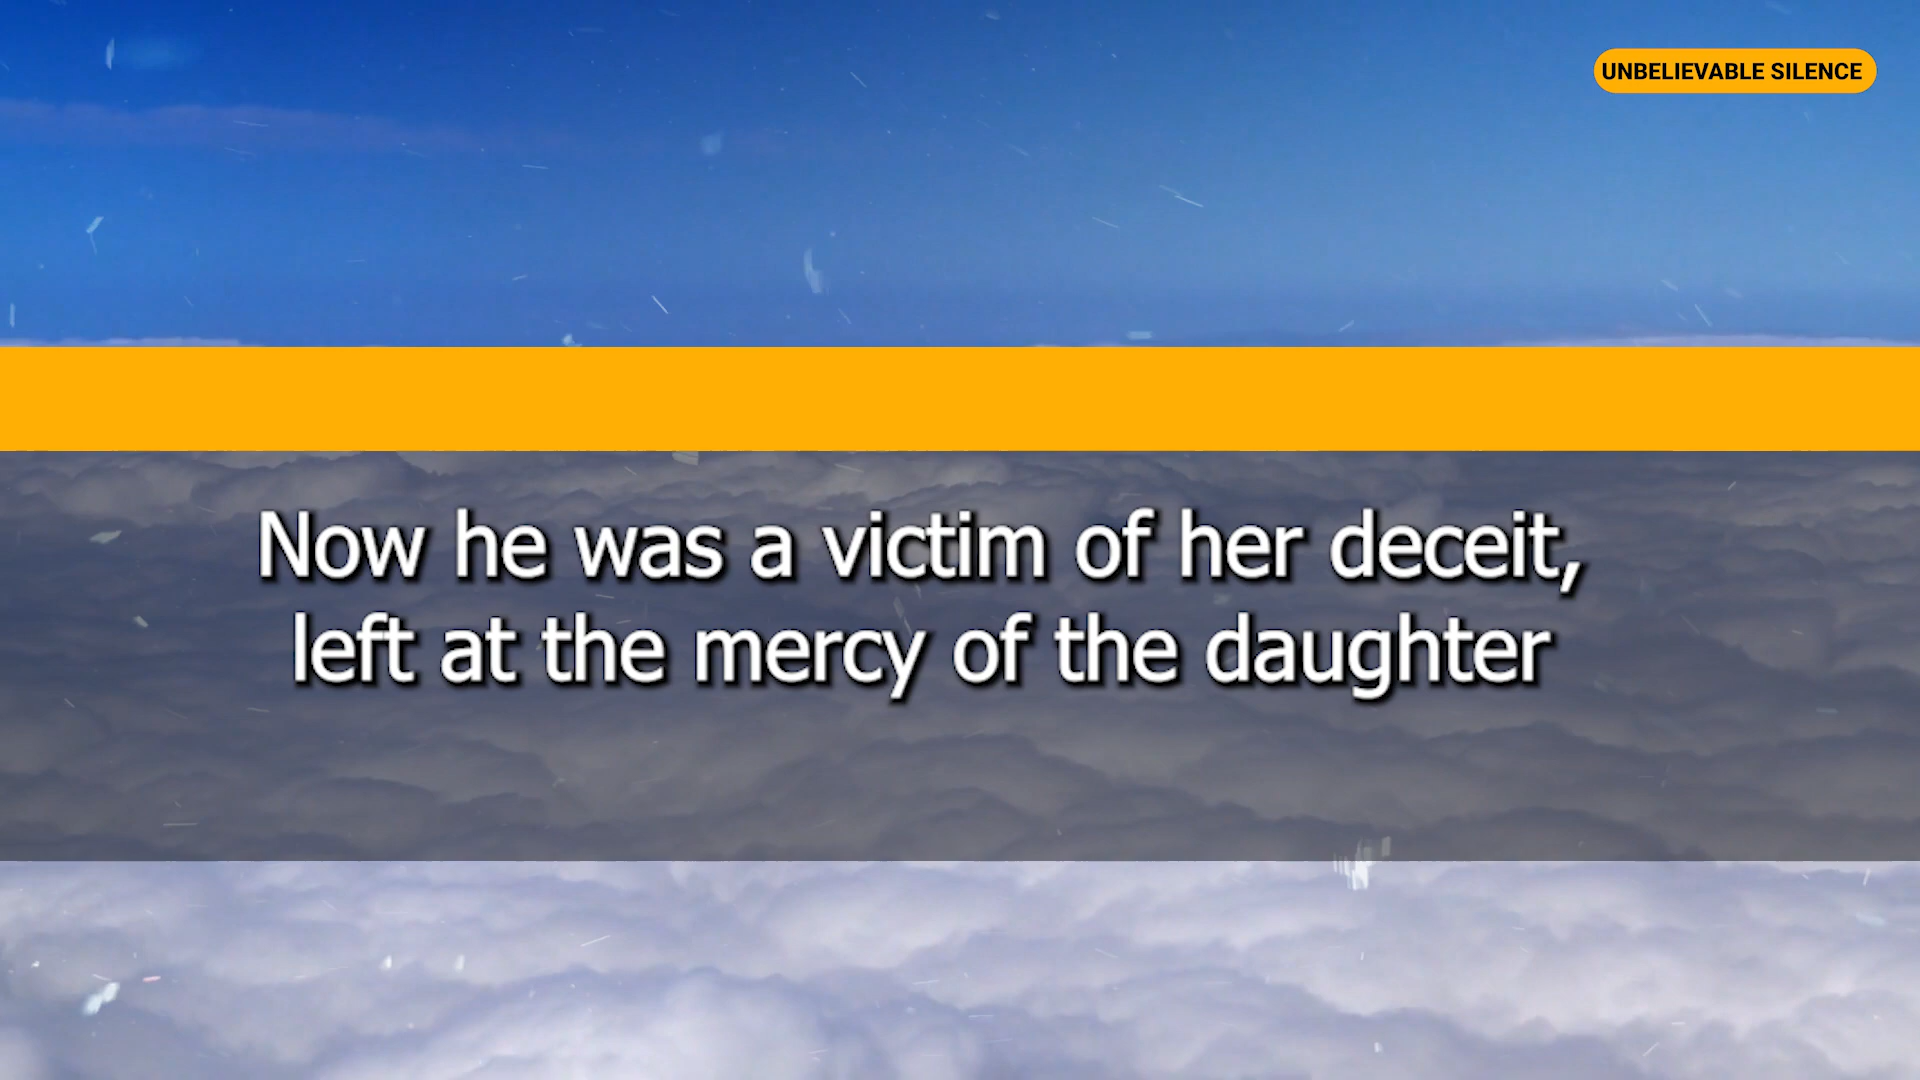 UNBELIEVABLE SILENCE
Now he was a victim of her deceit,
left at the mercy of the daughter